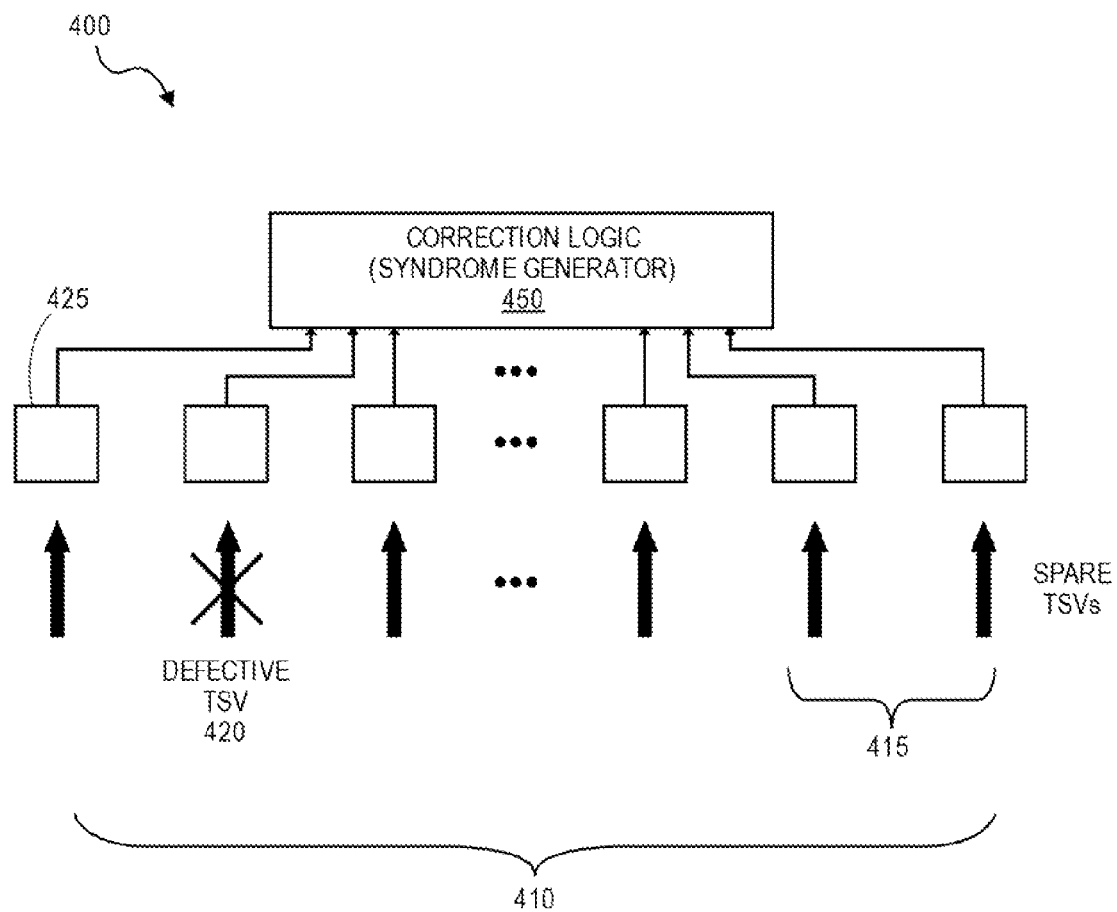 400
CORRECTION LOGIC
(SYNDROME GENERATOR)
450
425
SPARE
TSVs
DEFECTIVE
TSV
420
415
410